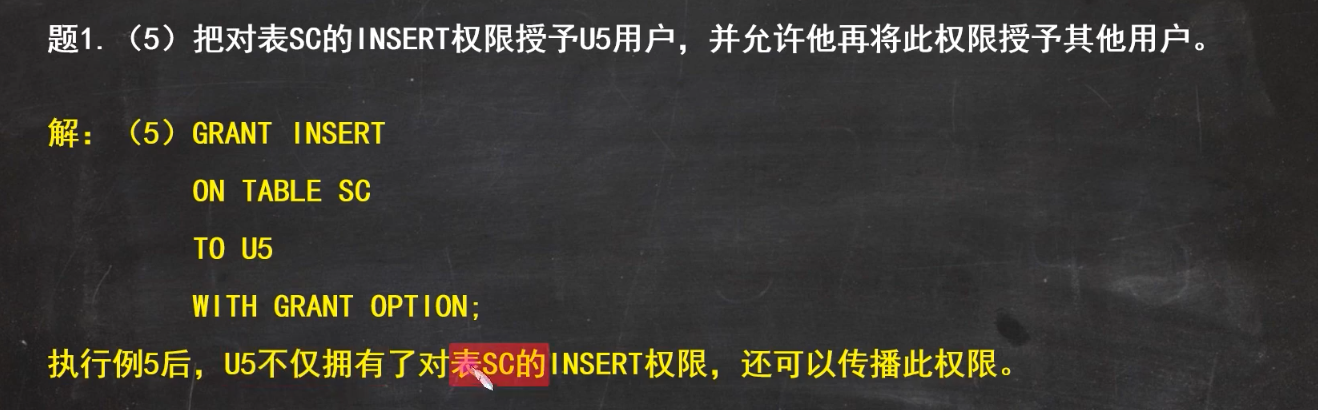 题1.（5）把对表SC的INSERT权限授予U5用户，并允许他再将此权限授予其他用户。
解：（5）GRANT INSERT
ON TABLE SC
TO U5
WITH GRANT OPTION;
执行例5后，U5不仅拥有了对表SC的INSERT权限，还可以传播此权限。